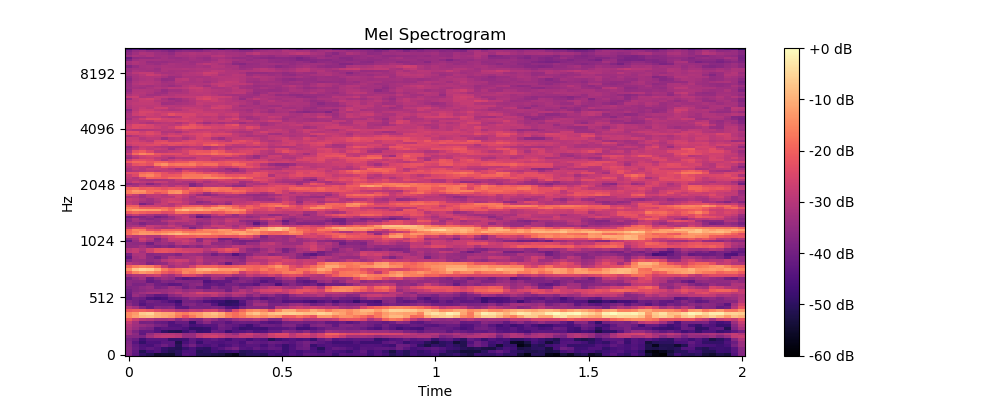 Mel Spectrogram
Hz
8192
4096
2048
1024
512
0
0
0.5
1
1.5
2
Time
+0 dB
-10 dB
-20 dB
-30 dB
-40 dB
-50 dB
-60 dB